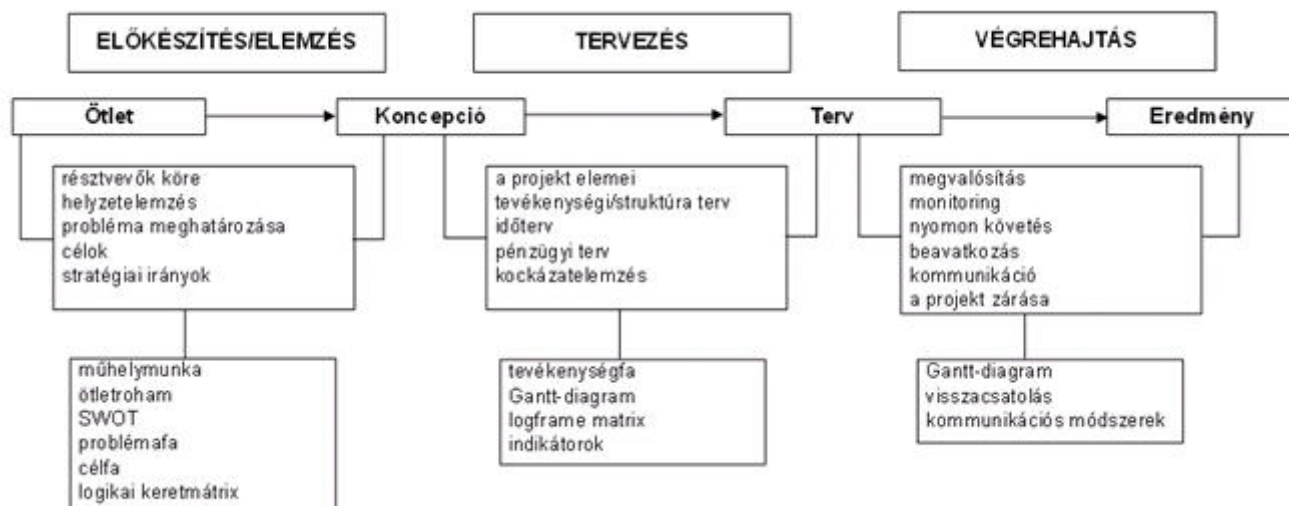 ELŐKÉSZÍTÉS/ELEMZÉS
TERVEZÉS
VÉGREHAJTÁS
Ötlet
Koncepció
Terv
Eredmény
résztvevők köre
helyzetelemzés
probléma meghatározása
célok
stratégiai irányok
a projekt elemei
tevékenységi/struktúra terv
időterv
pénzügyi terv
kockázatelemzés
megvalósítás
monitoring
nyomon követés
beavatkozás
kommunikáció
a projekt zárása
műhelymunka
ötletroham
SWOT
problémafa
célfa
logikai keretmátrix
tevékenységfa
Gantt-diagram
logframe matrix
indikátorok
Gantt-diagram
visszacsatolás
kommunikációs módszerek